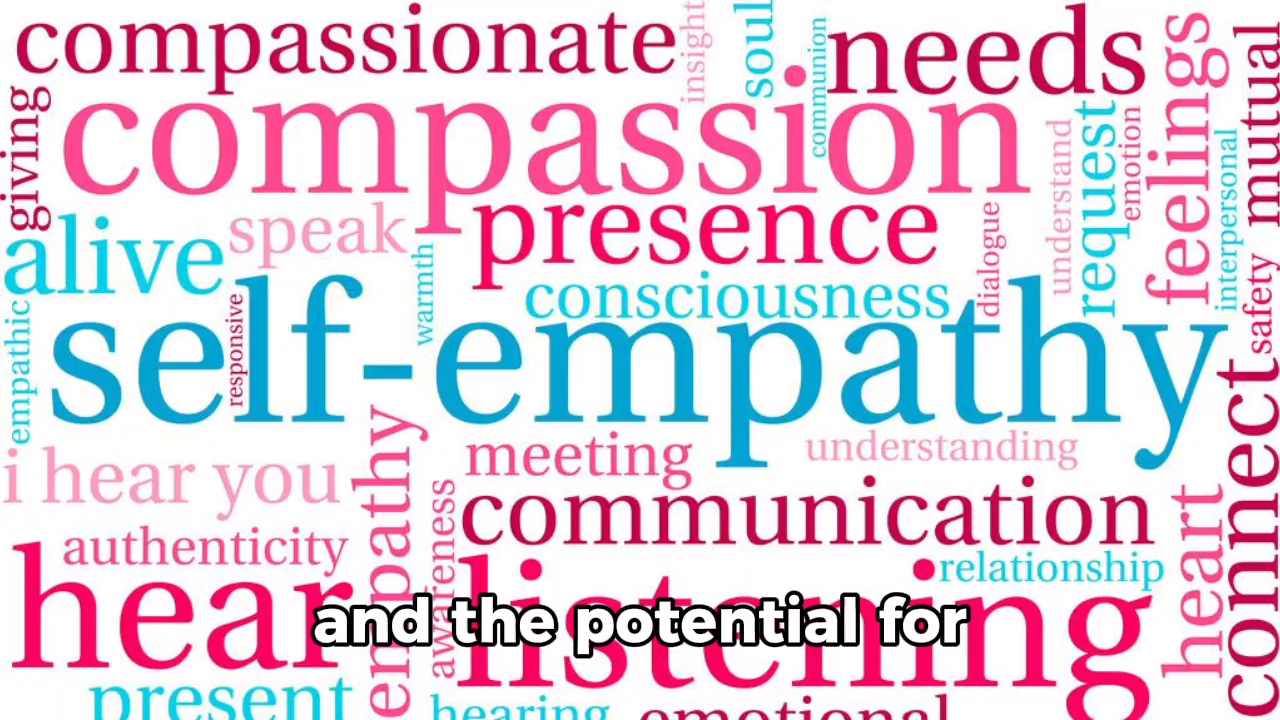 compassionate
insight
soul
communion
needs
feelings
mutual
giving
compassion
understand
request
emotion
interpersonal
alive
speak
presence
dialogue
warmth
consciousness
safety
empathic
self-empathy
responsive
connect
i hear you
empathy
meeting
understanding
awareness
communication
heart
authenticity
relationship
hear
listening
and the potential for
present
hearing
emotional